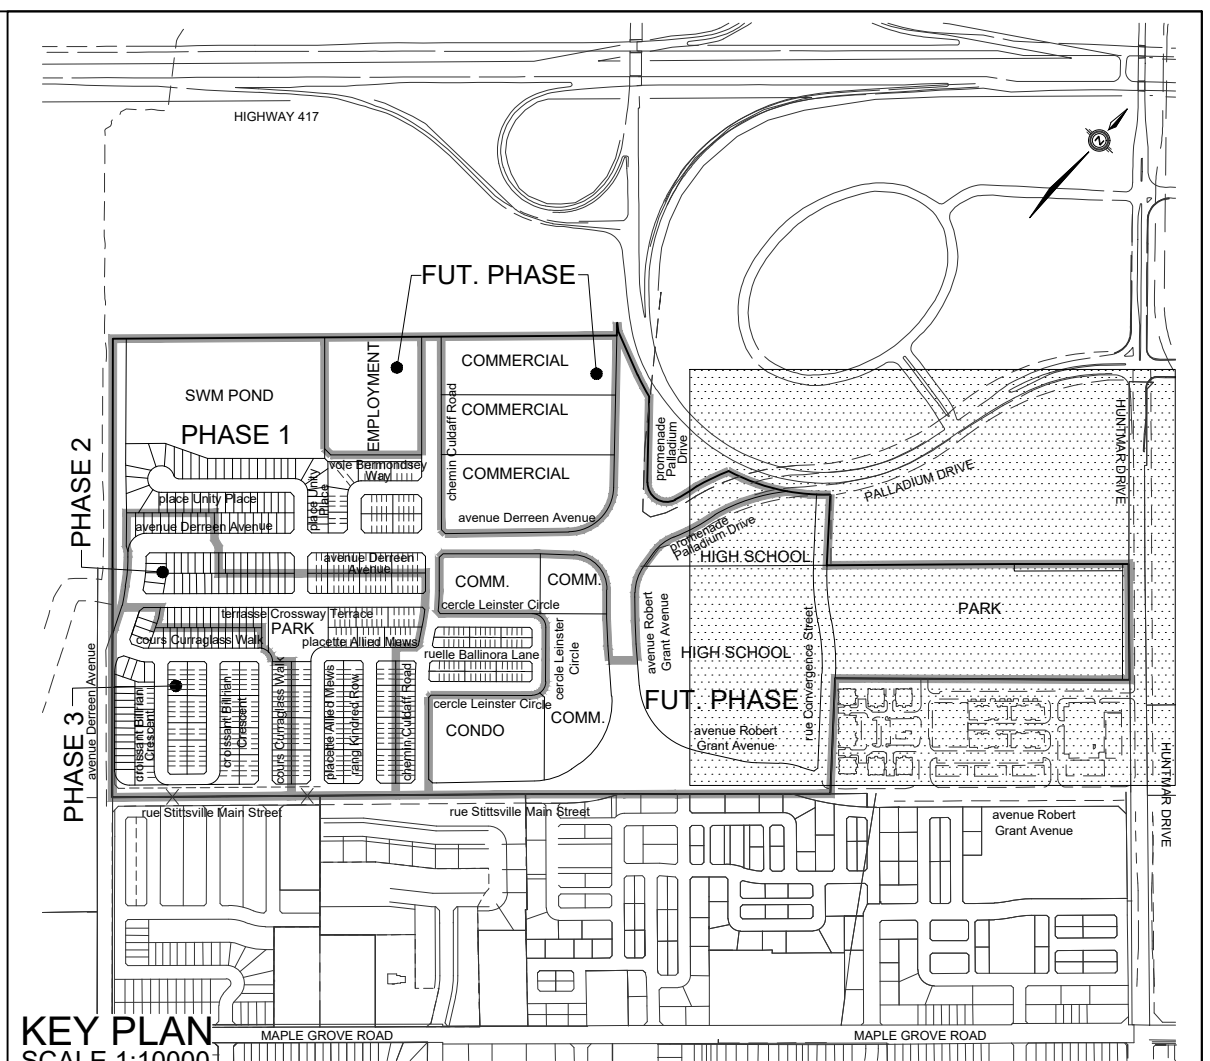 HIGHWAY 417
N
FUT. PHASE
COMMERCIAL
EMPLOYMENT
SWM POND
chemin Culdaff Road
COMMERCIAL
HUNTMAR DRIVE
PHASE 1
promenade
Palladium
Drive
PHASE 2
voie Bermondsey
Way
COMMERCIAL
PALLADIUM DRIVE
place Unity Place
place Unity
Place
avenue Derreen Avenue
avenue Derreen Avenue
promenade
Palladium Drive
HIGH SCHOOL
avenue Derreen
Avenue
COMM.
COMM.
cercle Leinster Circle
PARK
terrasse Crossway Terrace
PARK
avenue Robert
Grant Avenue
rue Convergence Street
cours Curraglass Walk
placette Allied Mews
ruelle Ballinora Lane
cercle Leinster
Circle
HIGH SCHOOL
avenue Derreen Avenue
PHASE 3
croissant Billrian
Crescent
croissant Billrian
Crescent
cours Curraglass Walk
placette Allied Mews
rang Kindred Row
chemin Culdaff Road
cercle Leinster Circle
FUT. PHASE
CONDO
COMM.
avenue Robert
Grant Avenue
HUNTMAR DRIVE
rue Stittsville Main Street
rue Stittsville Main Street
avenue Robert
Grant Avenue
KEY PLAN
MAPLE GROVE ROAD
MAPLE GROVE ROAD
SCALE 1:10000